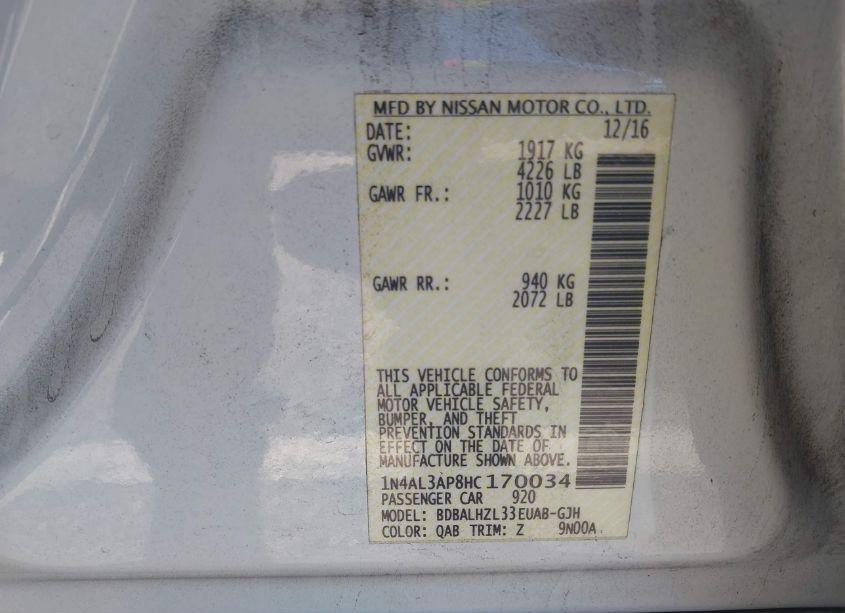 MFD BY NISSAN MOTOR CO., LTD.
DATE: 12/16
GVWR: 1917 KG
4226 LB
GAWR FR.: 1010 KG
2227 LB
GAWR RR.: 940 KG
2072 LB
THIS VEHICLE CONFORMS TO
ALL APPLICABLE FEDERAL
MOTOR VEHICLE SAFETY,
BUMPER, AND THEFT
PREVENTION STANDARDS IN
EFFECT ON THE DATE OF
MANUFACTURE SHOWN ABOVE.
1N4AL3AP8HC170034
PASSENGER CAR 920
MODEL: BDBALHZL33EUAB-GJH
COLOR: QAB TRIM: Z 9N00A